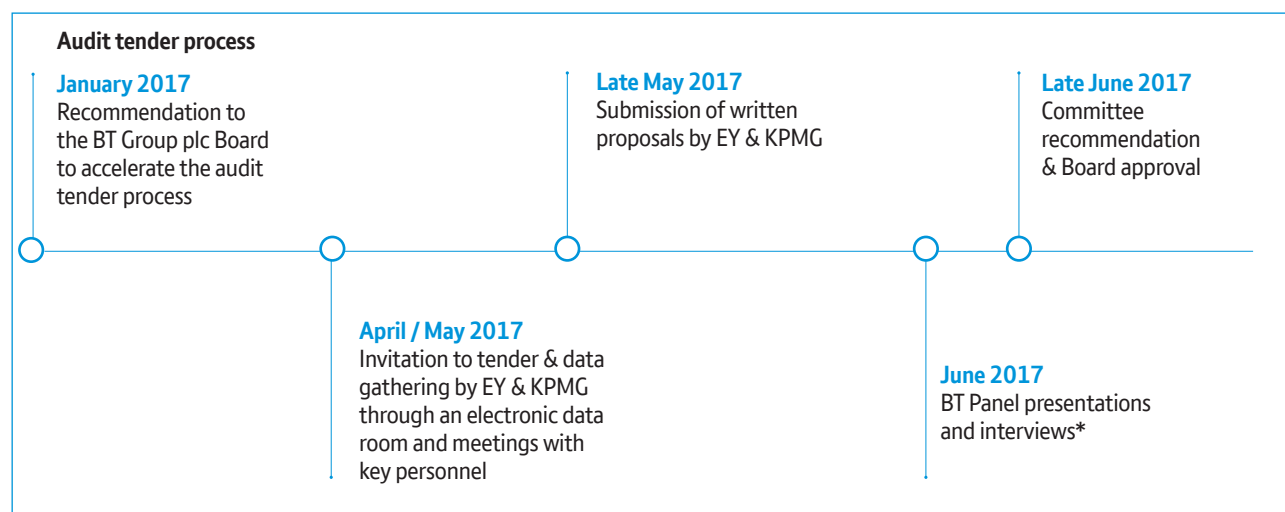 Audit tender process
January 2017
Recommendation to
the BT Group plc Board
to accelerate the audit
tender process
April / May 2017
Invitation to tender & data
gathering by EY & KPMG
through an electronic data
room and meetings with
key personnel
Late May 2017
Submission of written
proposals by EY & KPMG
June 2017
BT Panel presentations
and interviews*
Late June 2017
Committee
recommendation
& Board approval